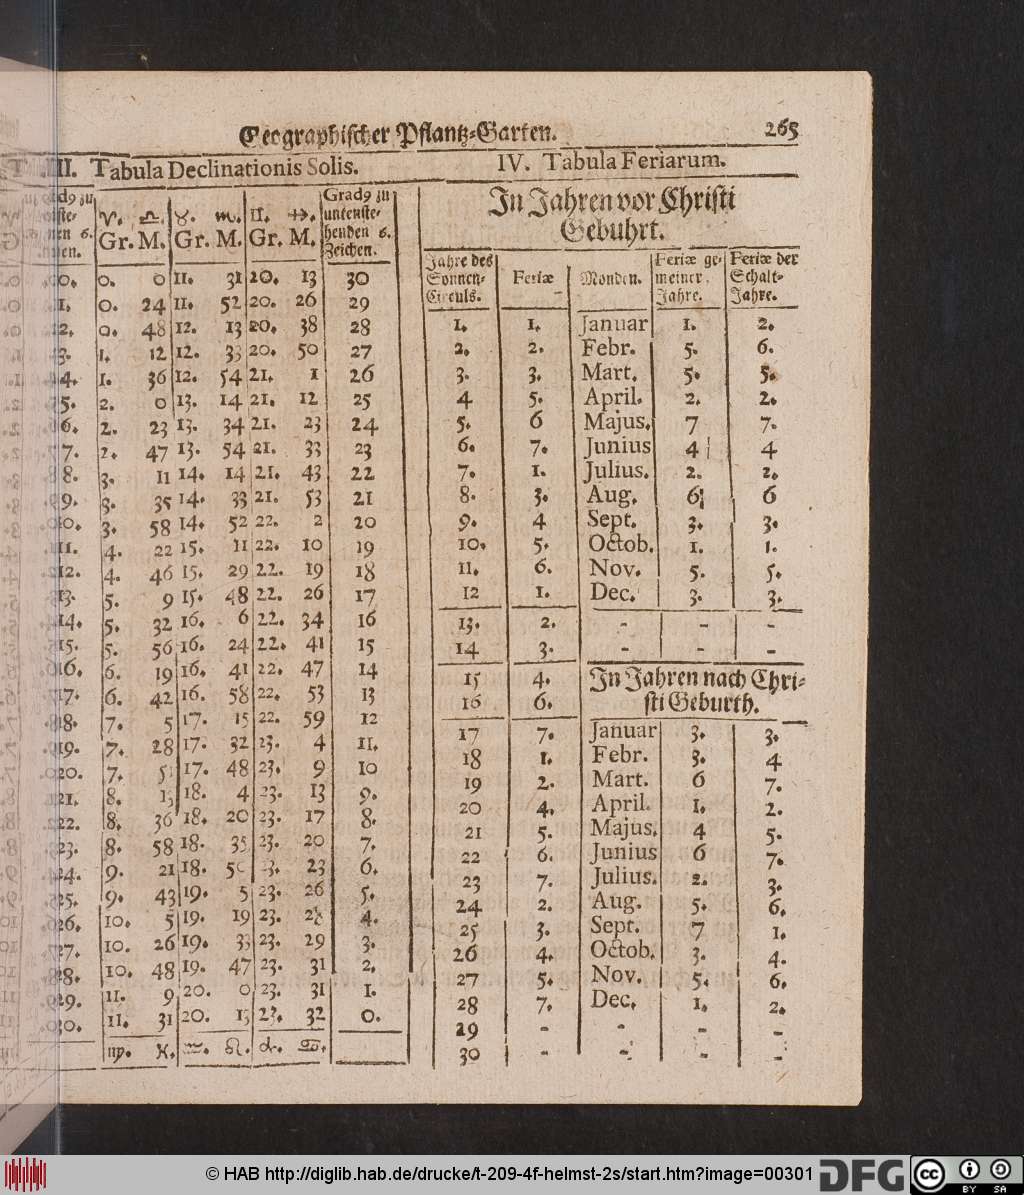 Geographischer Pflantz-Garten. 265
III. Tabula Declinationis Solis.
♈. ♎. ♉. ♏. ♊. ♐. Grad9 zu
untenste-
henden 6.
Zeichen.
Gr. M. Gr. M. Gr. M.
0. 0. 0 11. 31 20. 13 30
1. 0. 24 11. 52 20. 26 29
2. 0. 48 12. 13 20. 38 28
3. 1. 12 12. 33 20. 50 27
4. 1. 36 12. 54 21. 1 26
5. 2. 0 13. 14 21. 12 25
6. 2. 23 13. 34 21. 23 24
7. 2. 47 13. 54 21. 33 23
8. 3. 11 14. 14 21. 43 22
9. 3. 35 14. 33 21. 53 21
10. 3. 58 14. 52 22. 2 20
11. 4. 22 15. 11 22. 10 19
12. 4. 46 15. 29 22. 19 18
13. 5. 9 15. 48 22. 26 17
14. 5. 32 16. 6 22. 34 16
15. 5. 56 16. 24 22. 41 15
16. 6. 19 16. 41 22. 47 14
17. 6. 42 16. 58 22. 53 13
18. 7. 5 17. 15 22. 59 12
19. 7. 28 17. 32 23. 4 11.
20. 7. 17. 48 23. 9 10
21. 8. 18. 4 23. 13 9.
22. 8. 36 18. 20 23. 17 8.
23. 8. 58 18. 35 23. 20 7.
24. 9. 21 18. 23 6.
25. 9. 43 19. 5 23. 26 5.
26. 10. 5 19. 19 23. 28 4.
27. 10. 26 19. 33 23. 29 3.
28. 10. 48 19. 47 23. 31 2.
29. 11. 9 20. 0 23. 31 1.
30. 11. 31 20. 13 23. 32 0.
♍. ♓. ♒. ♌. ♑. ♋.
IV. Tabula Feriarum.
In Jahren vor Christi
Gebuhrt.
Jahre des
Sonnen-
Circuls.
Feriæ
Monden.
Feriæ ge-
meiner.
Jahre.
Feriæ der
Schalt-
Jahre.
1. 1. Januar 1. 2.
2. 2. Febr. 5. 6.
3. 3. Mart. 5. 5.
4 5. April. 2. 2.
5. 6 Majus. 7 7.
6. 7. Junius 4 4
7. 1. Julius. 2. 2.
8. 3. Aug. 6 6
9. 4 Sept. 3. 3.
10. 5. Octob. 1. 1.
11. 6. Nov. 5. 5.
12 1. Dec. 3. 3.
13. 2. - - -
14 3. - - -
15 4.
16 6.
In Jahren nach Chri-
sti Geburth.
17 7. Januar 3. 3.
18 1. Febr. 3. 4
19 2. Mart. 6 7.
20 4. April. 1. 2.
21 5. Majus. 4 5.
22 6. Junius 6 7.
23 7. Julius. 2. 3.
24 2. Aug. 5. 6.
25 3. Sept. 7 1.
26 4. Octob. 3. 4.
27 5. Nov. 5. 6.
28 7. Dec. 1. 2.
29 - - - -
30 - - - -
© HAB http://diglib.hab.de/drucke/t-209-4f-helmst-2s/start.htm?image=00301
DFG
cc BY SA